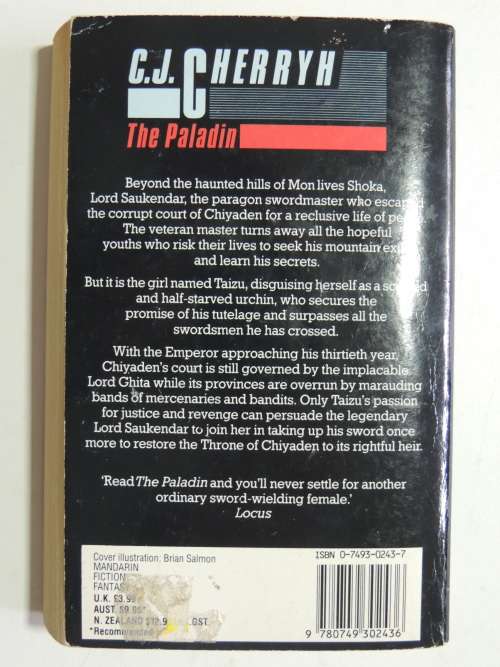 C.J. CHERRYH
The Paladin
Beyond the haunted hills of Mon lives Shoka,
Lord Saukendar, the paragon swordmaster who
the corrupt court of Chiyaden for a reclusive life of
The veteran master turns away all the hopeful
youths who risk their lives to seek his mountain
and learn his secrets.
But it is the girl named Taizu, disguising herself as a
and half-starved urchin, who secures the
promise of his tutelage and surpasses all the
swordsmen he has crossed.
With the Emperor approaching his thirtieth year,
Chiyaden's court is still governed by the implacable
Lord Ghita while its provinces are overrun by marauding
bands of mercenaries and bandits. Only Taizu's passion
for justice and revenge can persuade the legendary
Lord Saukendar to join her in taking up his sword once
more to restore the Throne of Chiyaden to its rightful heir.
'Read The Paladin and you'll never settle for another
ordinary sword-wielding female.'
Locus
Cover illustration: Brian Salmon
MANDARIN
FICTION
U.K.
AUST.
N. ZEALAND GST
ISBN 0-7493-0243-7
9 780749 302436